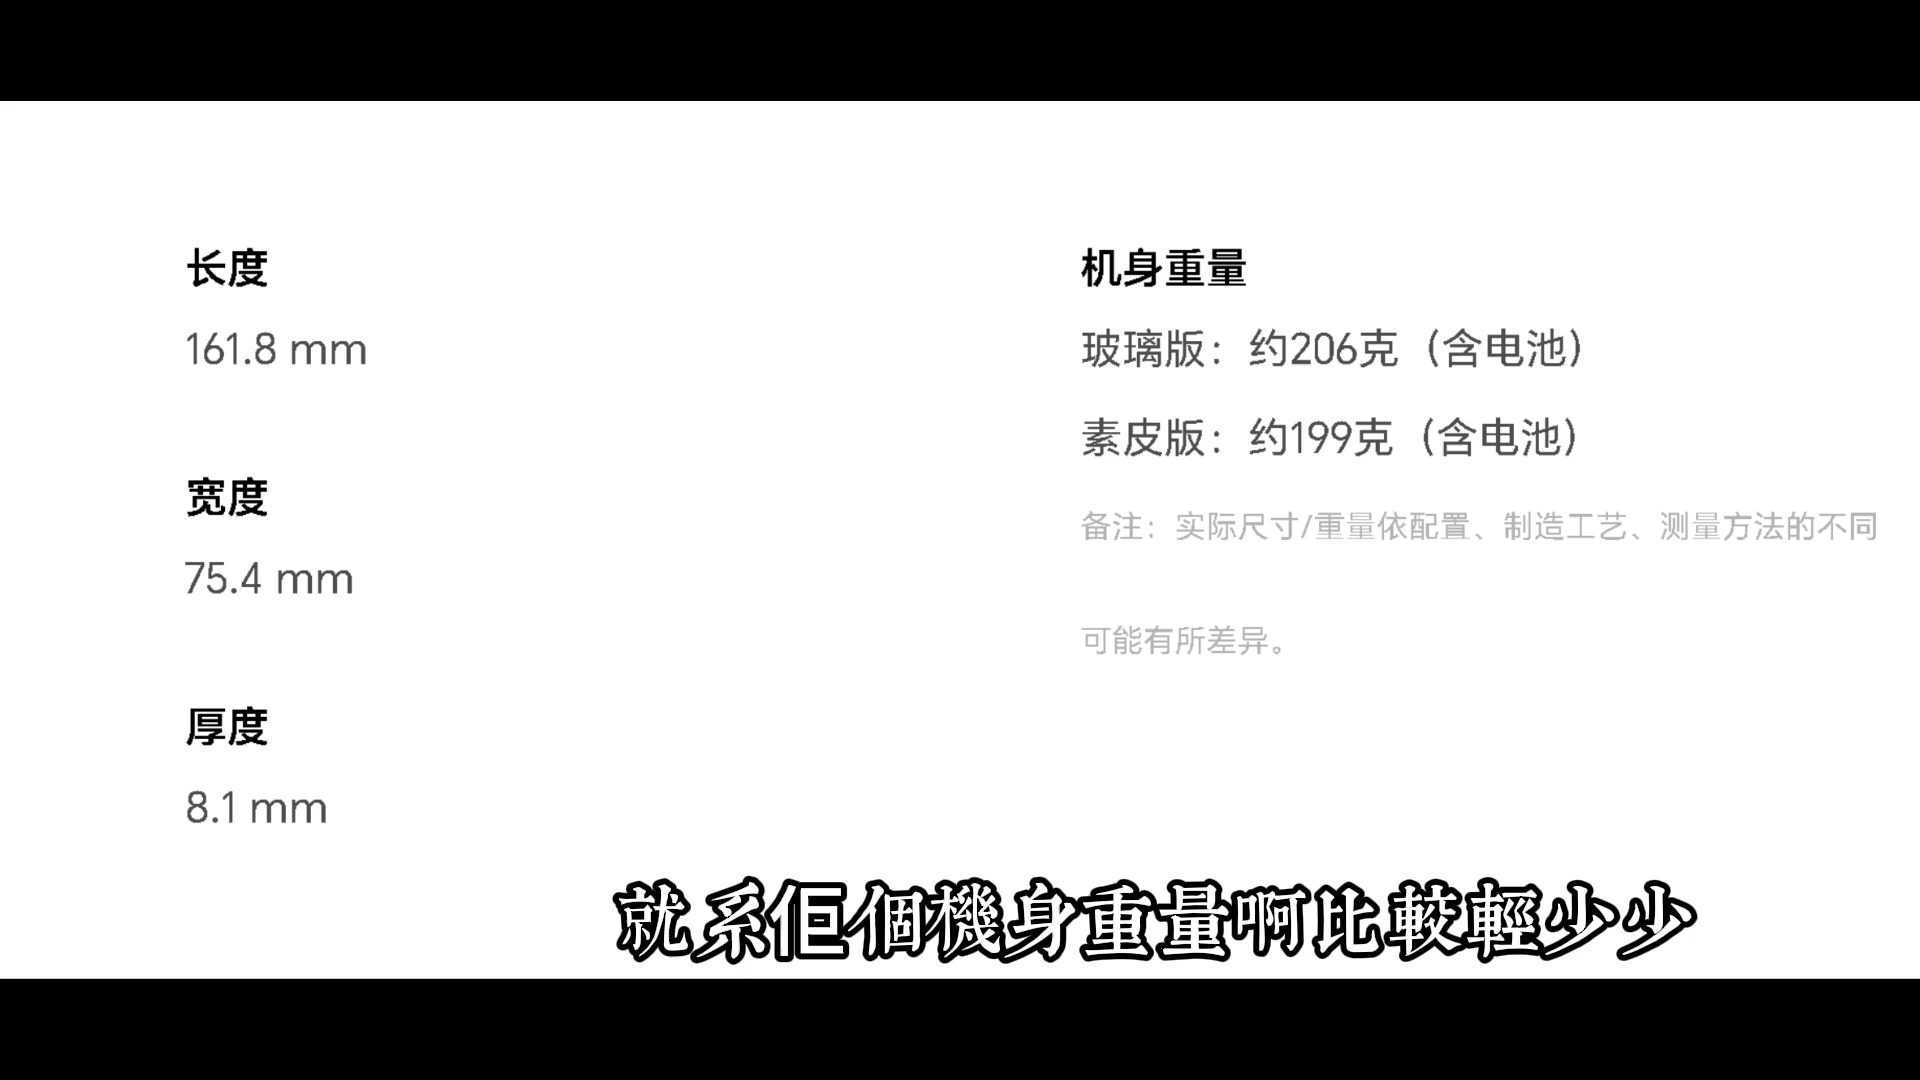 长度
161.8 mm
宽度
75.4 mm
厚度
8.1 mm
机身重量
玻璃版：约206克（含电池）
素皮版：约199克（含电池）
备注：实际尺寸/重量依配置、制造工艺、测量方法的不同
可能有所差异。
就系佢個機身重量啊比較輕少少